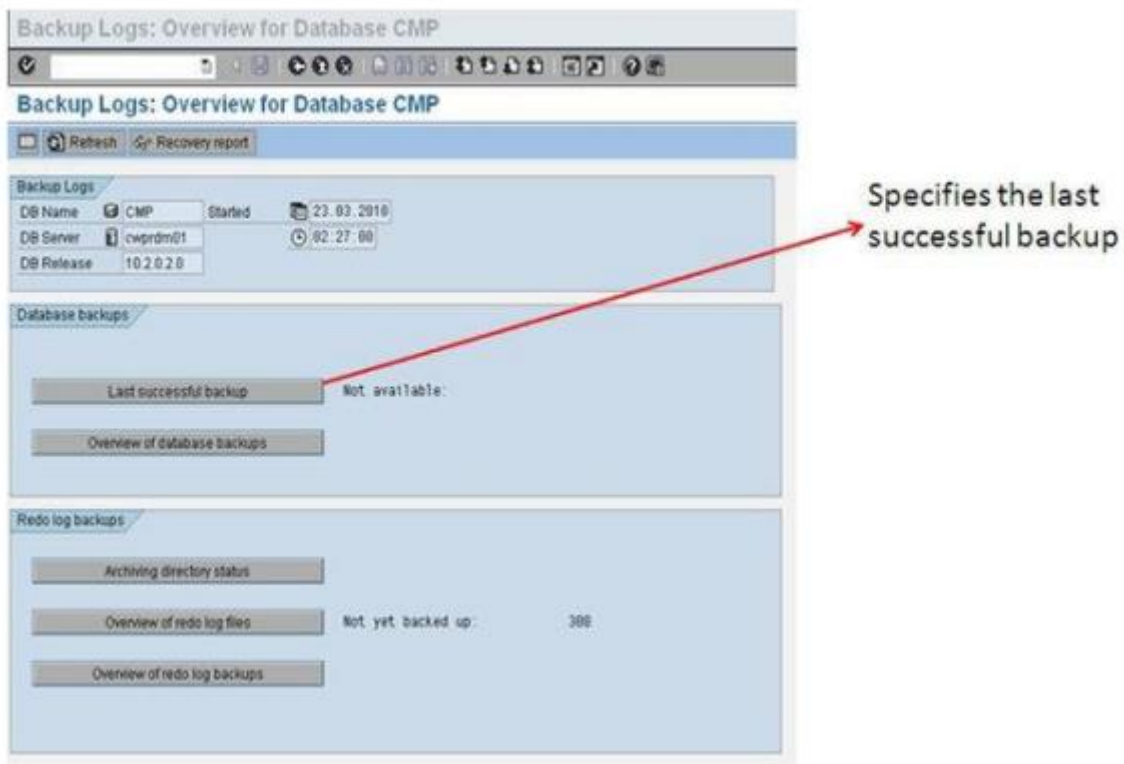 Backup Logs: Overview for Database CMP
Backup Logs: Overview for Database CMP
Refresh Recovery report
Backup Logs
DB Name CMP Started 23.03.2010
DB Server cwprdm01 02:27:00
DB Release 10.2.0.2.0
Specifies the last
successful backup
Database backups
Last successful backup Not available:
Overview of database backups
Redo log backups
Archiving directory status
Overview of redo log files Not yet backed up: 308
Overview of redo log backups